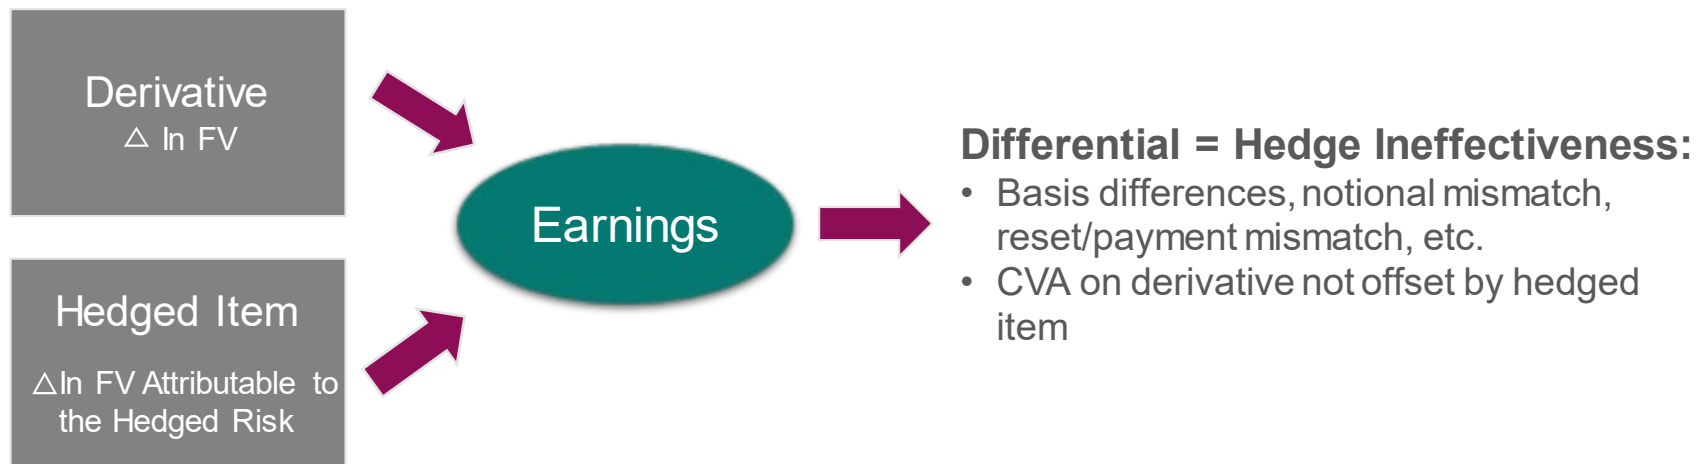 Derivative
△ In FV
Hedged Item
△In FV Attributable to
the Hedged Risk
Earnings
Differential = Hedge Ineffectiveness:
• Basis differences, notional mismatch,
reset/payment mismatch, etc.
• CVA on derivative not offset by hedged
item